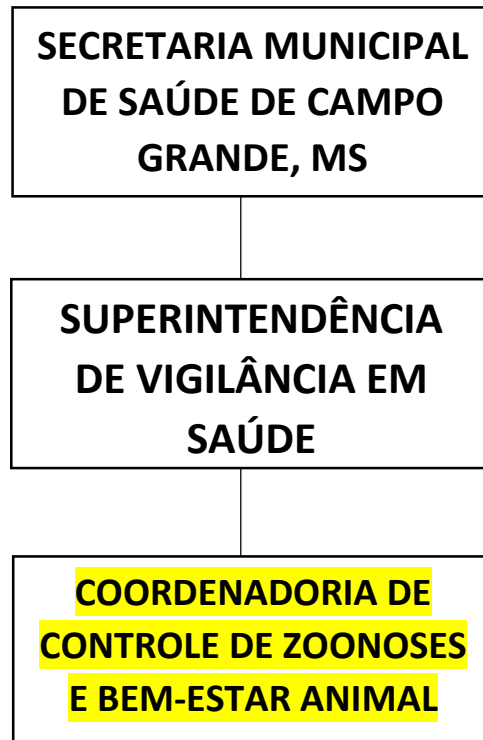 SECRETARIA MUNICIPAL
DE SAÚDE DE CAMPO
GRANDE, MS
SUPERINTENDÊNCIA
DE VIGILÂNCIA EM
SAÚDE
COORDENADORIA DE
CONTROLE DE ZOONOSES
E BEM-ESTAR ANIMAL